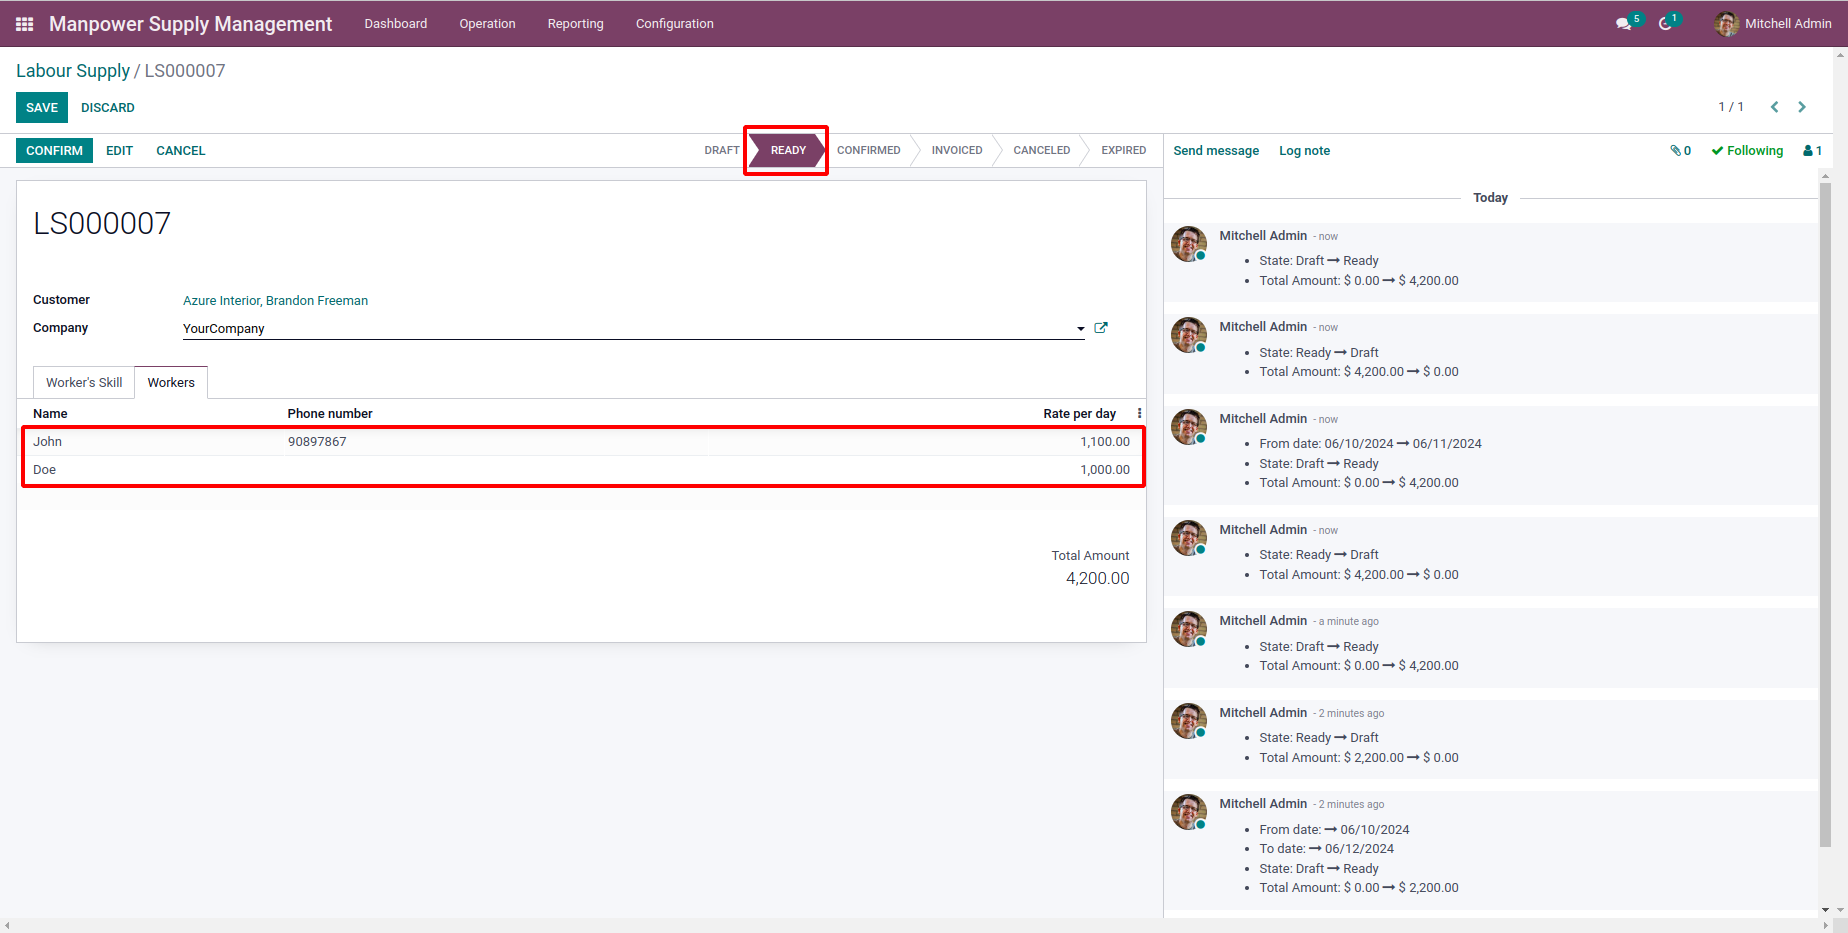 Manpower Supply Management Dashboard Operation Reporting Configuration 5 1 Mitchell Admin
Labour Supply / LS000007
SAVE DISCARD 1 / 1
CONFIRM EDIT CANCEL DRAFT READY CONFIRMED INVOICED CANCELED EXPIRED
LS000007
Customer Azure Interior, Brandon Freeman
Company YourCompany
Worker's Skill Workers
Name Phone number Rate per day
John 90897867 1,100.00
Doe 1,000.00
Total Amount
4,200.00
Send message Log note 0 Following 1
Today
Mitchell Admin - now
State: Draft → Ready
Total Amount: $ 0.00 → $ 4,200.00
Mitchell Admin - now
State: Ready → Draft
Total Amount: $ 4,200.00 → $ 0.00
Mitchell Admin - now
From date: 06/10/2024 → 06/11/2024
State: Draft → Ready
Total Amount: $ 0.00 → $ 4,200.00
Mitchell Admin - now
State: Ready → Draft
Total Amount: $ 4,200.00 → $ 0.00
Mitchell Admin - a minute ago
State: Draft → Ready
Total Amount: $ 0.00 → $ 4,200.00
Mitchell Admin - 2 minutes ago
State: Ready → Draft
Total Amount: $ 2,200.00 → $ 0.00
Mitchell Admin - 2 minutes ago
From date: → 06/10/2024
To date: → 06/12/2024
State: Draft → Ready
Total Amount: $ 0.00 → $ 2,200.00